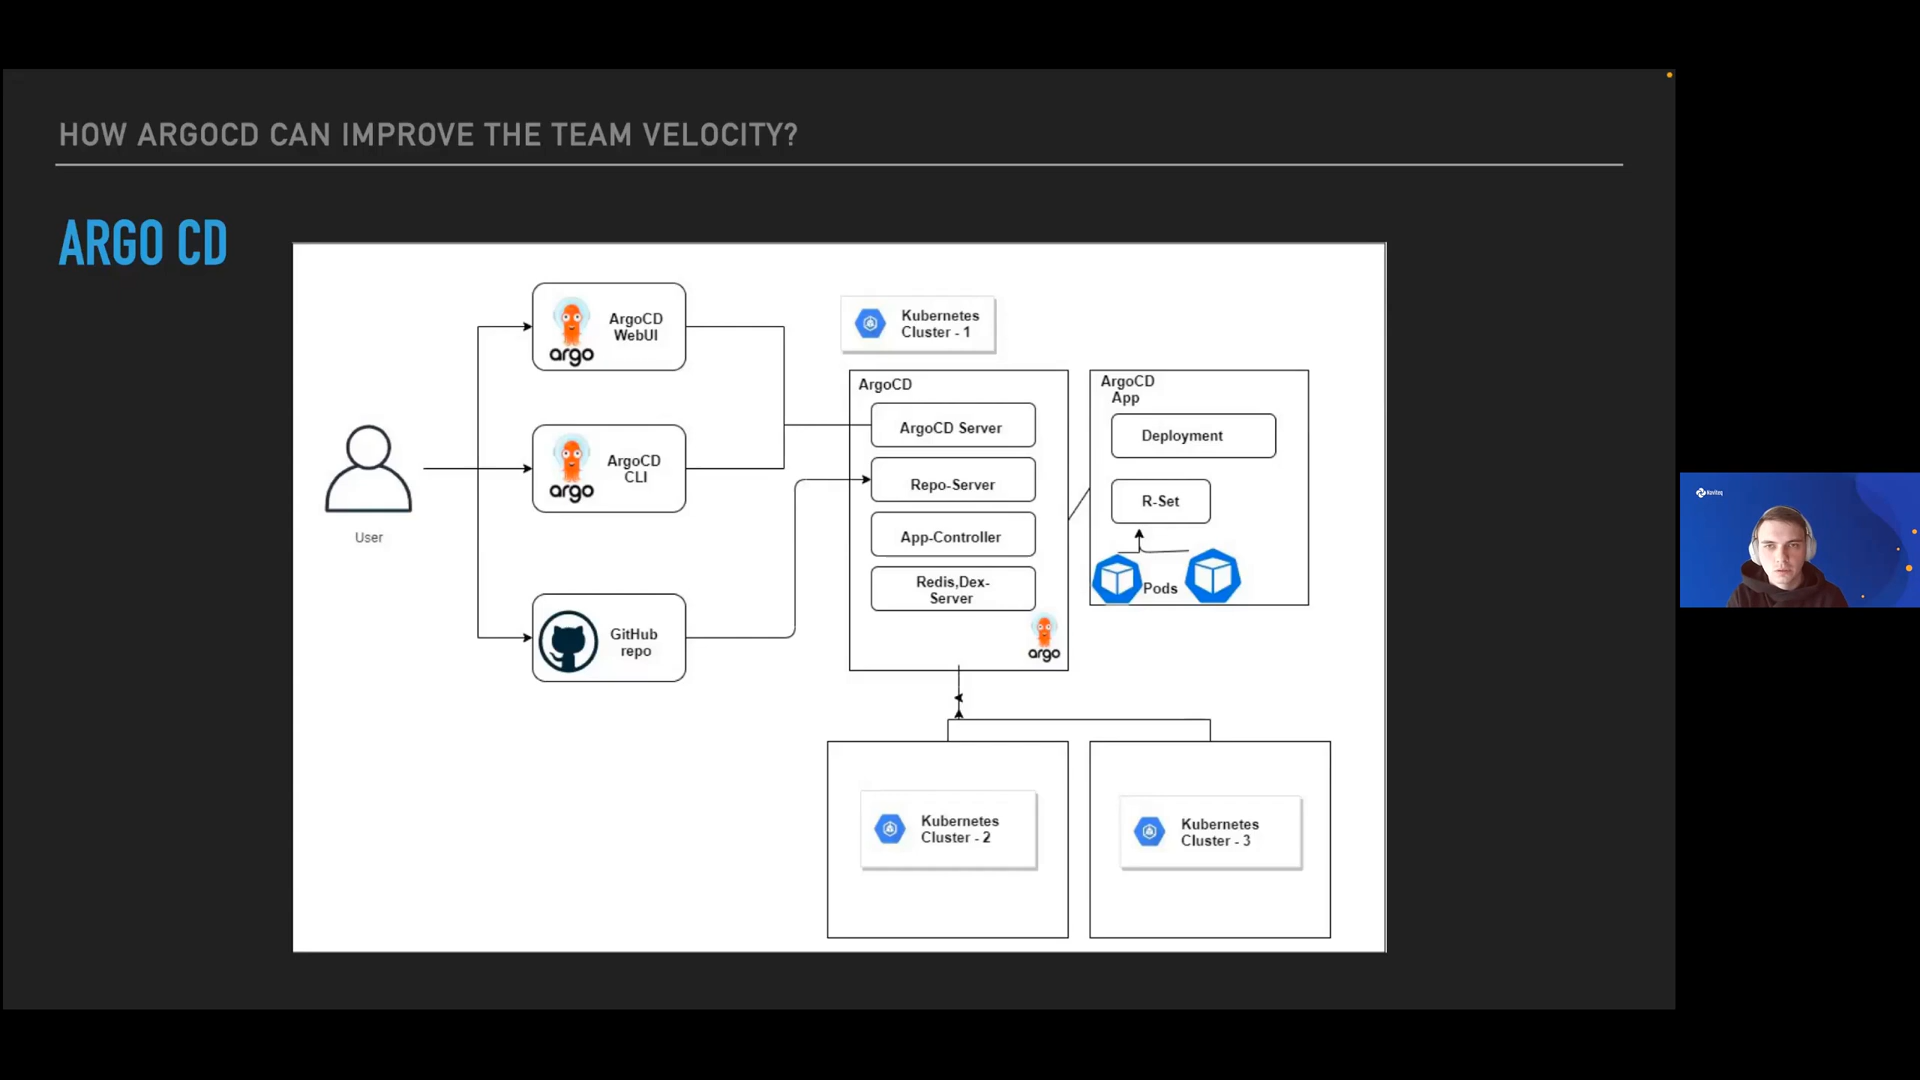 HOW ARGOCD CAN IMPROVE THE TEAM VELOCITY?
ARGO CD
ArgoCD
WebUI
argo
ArgoCD
CLI
argo
User
GitHub
repo
Kubernetes
Cluster - 1
ArgoCD
ArgoCD Server
Repo-Server
App-Controller
Redis,Dex-
Server
argo
ArgoCD
App
Deployment
R-Set
Pods
Kubernetes
Cluster - 2
Kubernetes
Cluster - 3
Naviteq